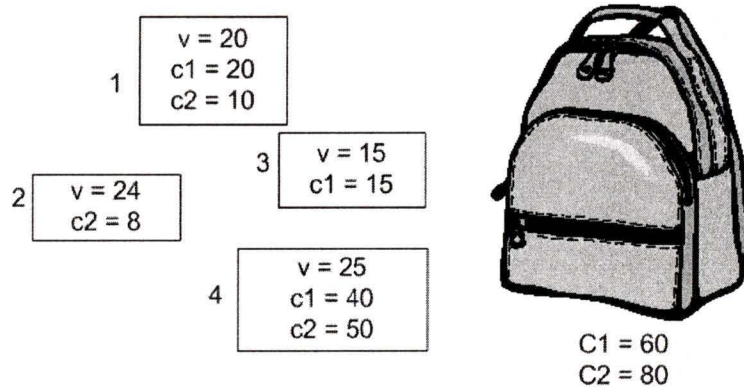 1
v = 20
c1 = 20
c2 = 10
3
v = 15
c1 = 15
2
v = 24
c2 = 8
4
v = 25
c1 = 40
c2 = 50
C1 = 60
C2 = 80